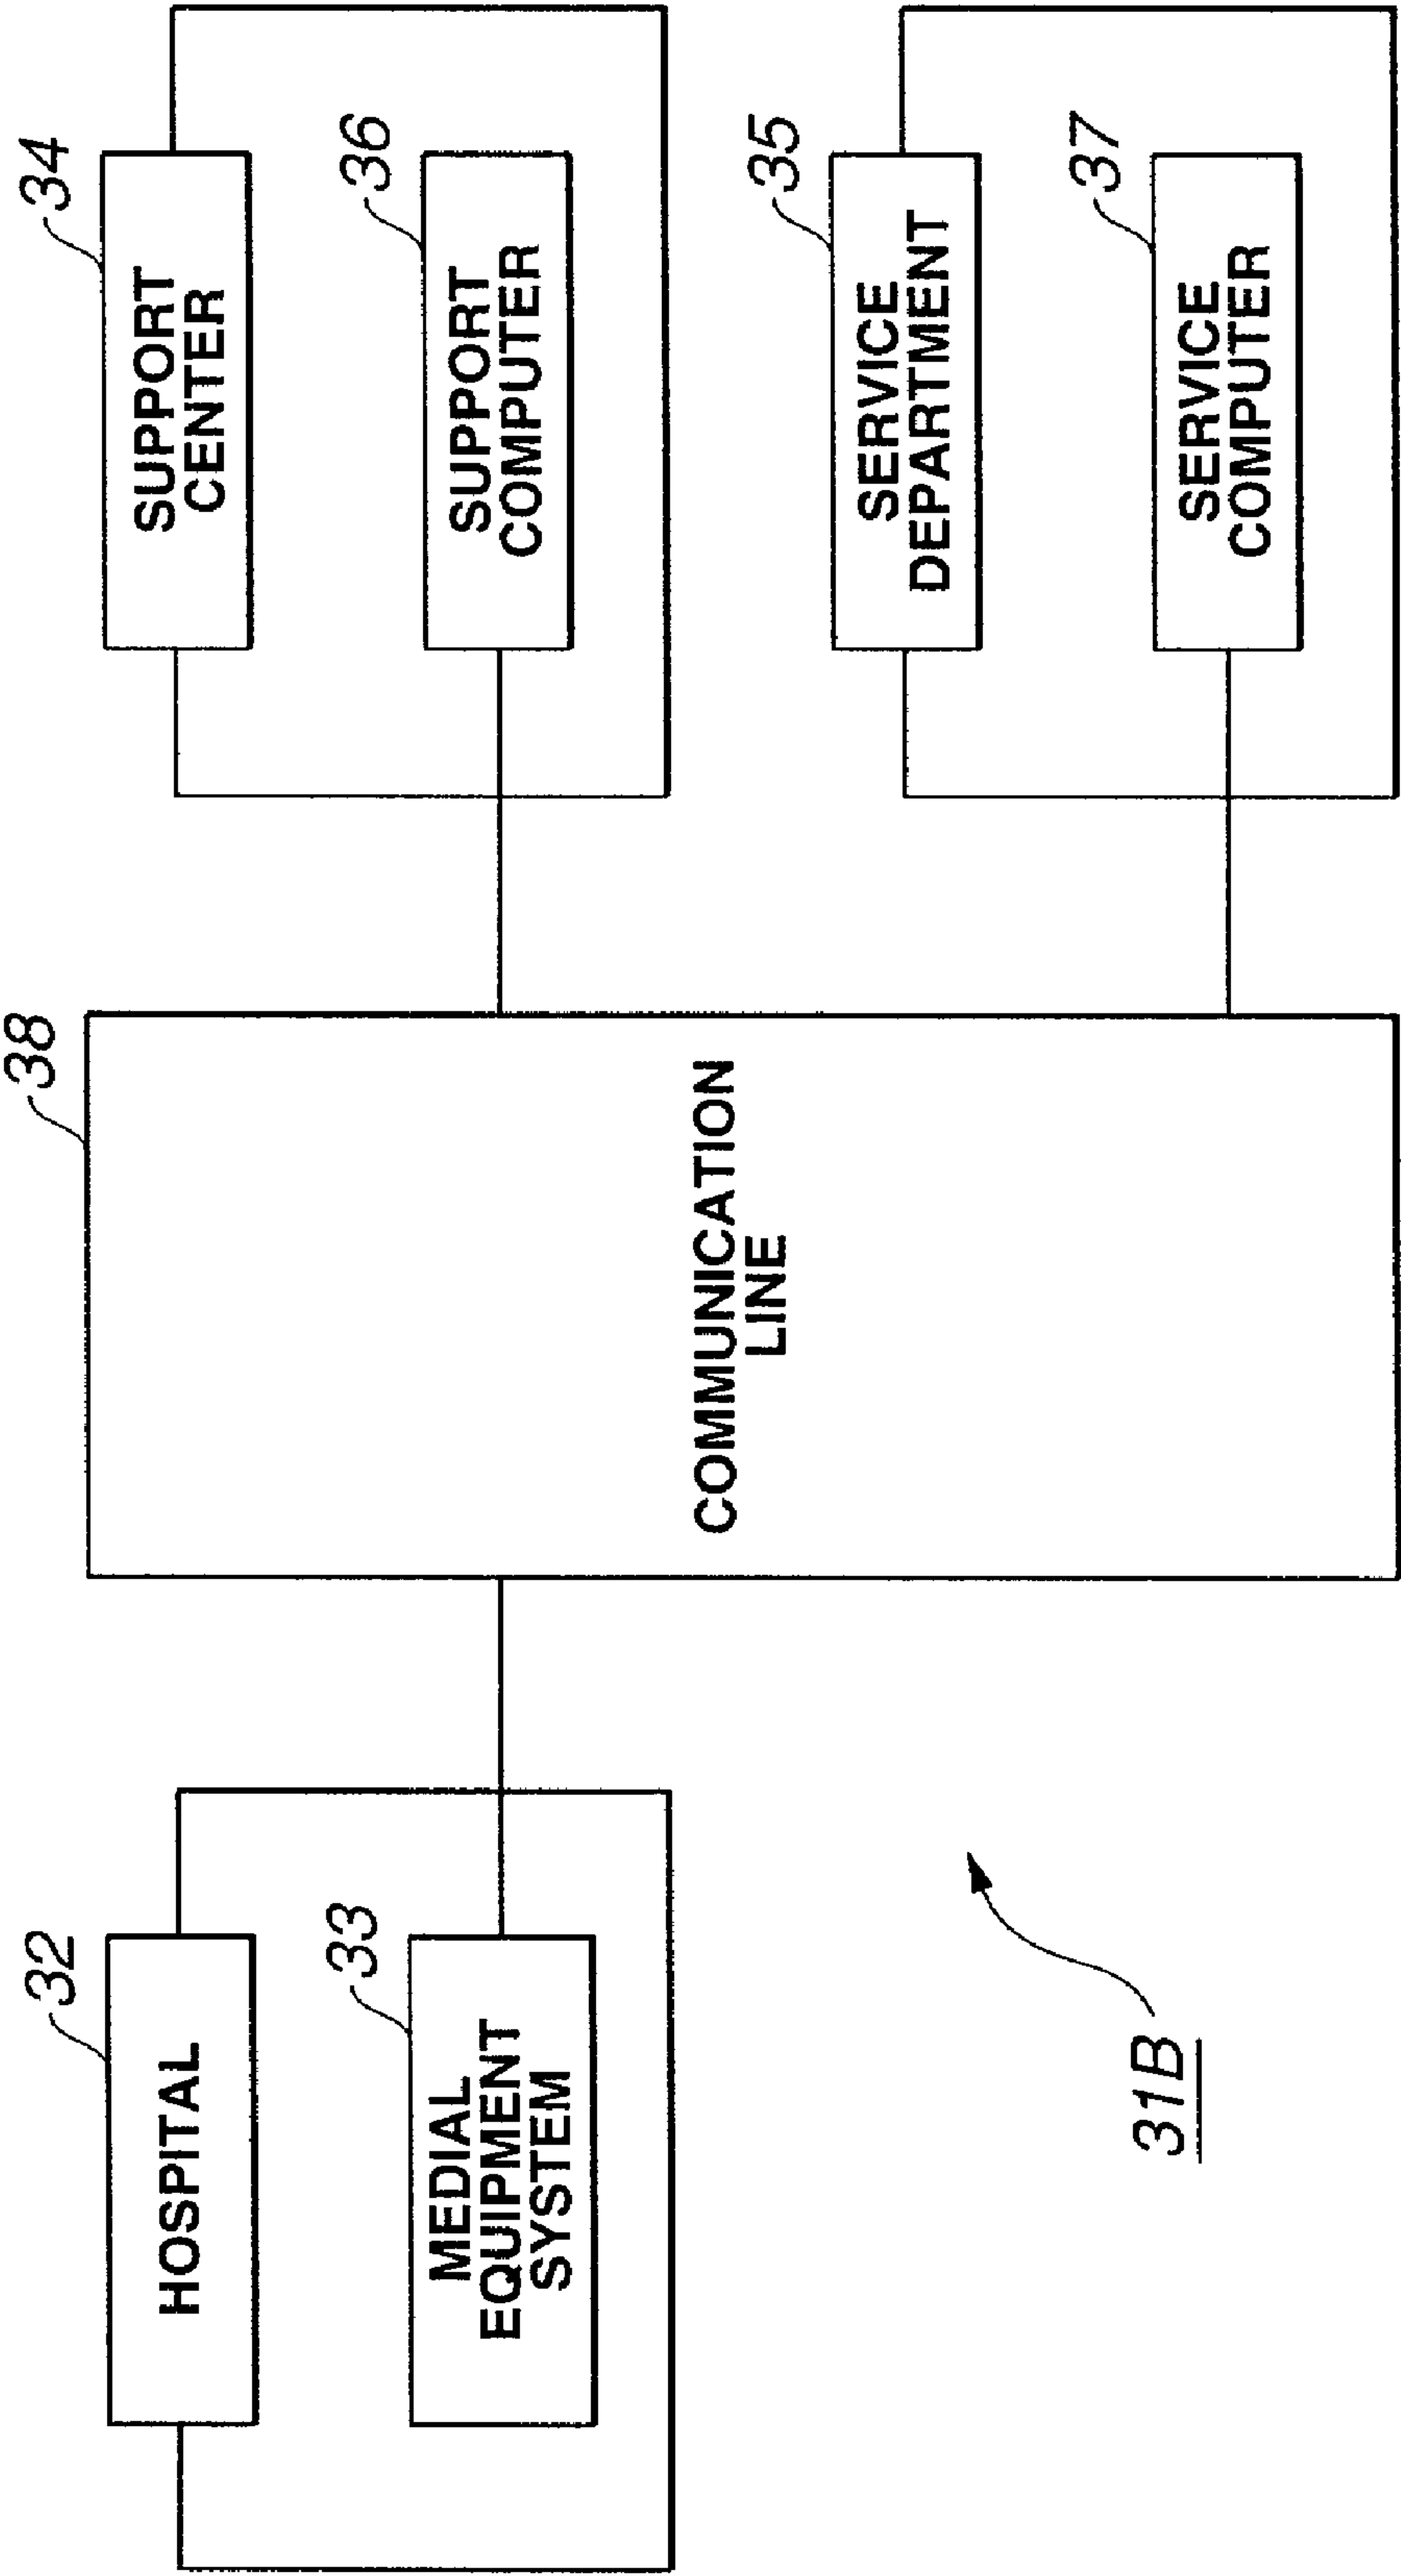 38
32
HOSPITAL
33
MEDIAL
EQUIPMENT
SYSTEM
COMMUNICATION
LINE
34
SUPPORT
CENTER
36
SUPPORT
COMPUTER
35
SERVICE
DEPARTMENT
37
SERVICE
COMPUTER
31B